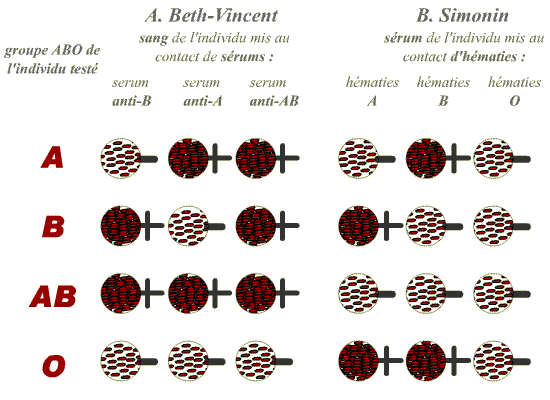 A. Beth-Vincent
B. Simonin
groupe ABO de
l'individu testé
sang de l'individu mis au
contact de sérums :
sérum de l'individu mis au
contact d'hématies :
serum
anti-B
serum
anti-A
serum
anti-AB
hématies
A
hématies
B
hématies
O
A
B
AB
O